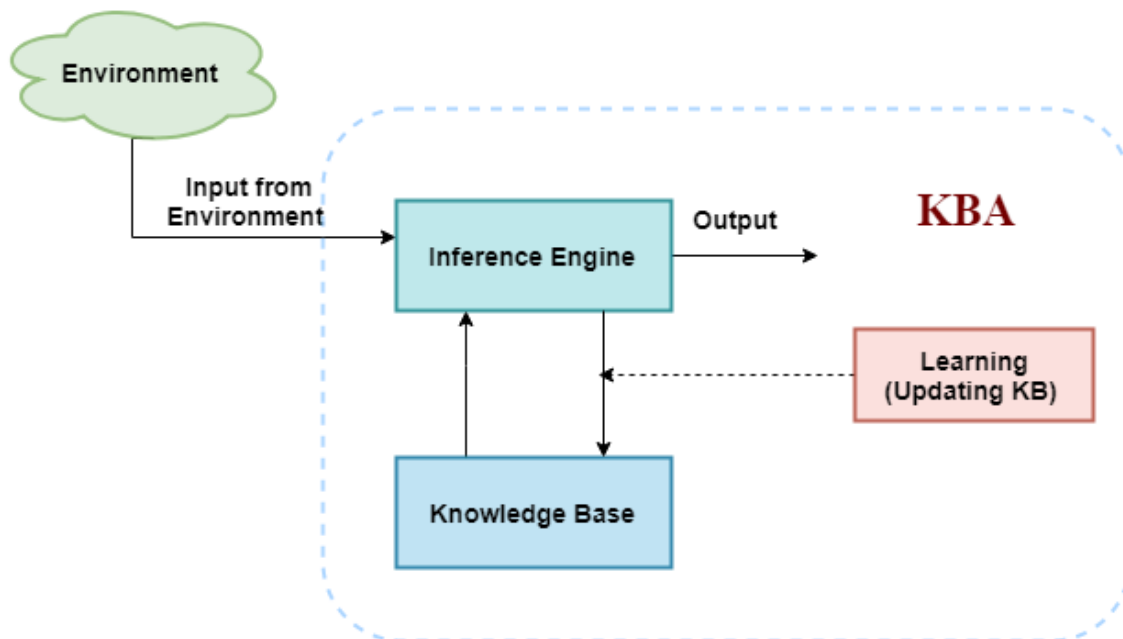 Environment
Input from
Environment
Output
KBA
Inference Engine
Learning
(Updating KB)
Knowledge Base